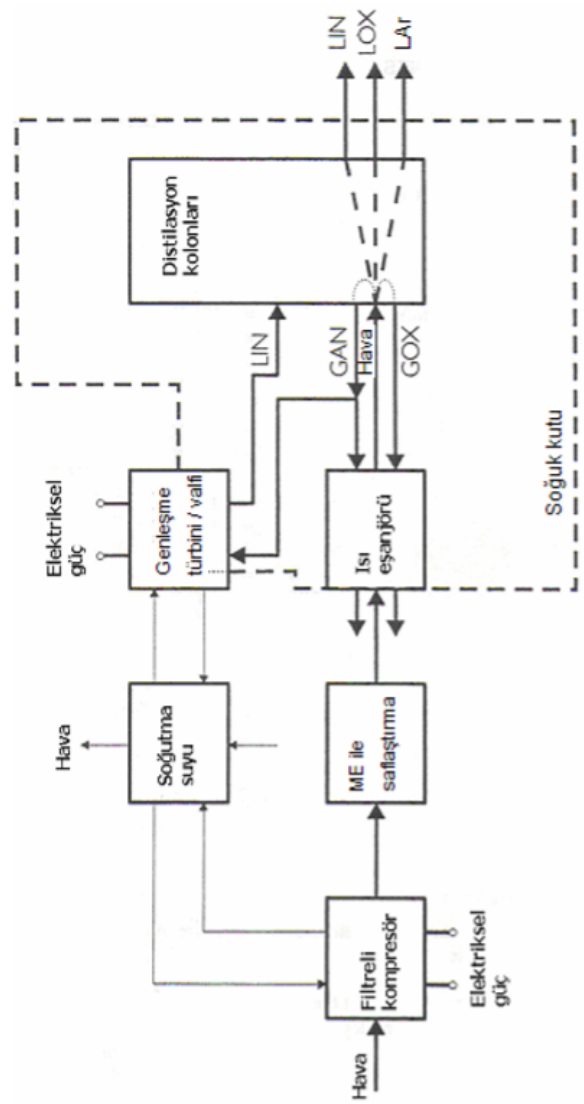 Hava
Filtreli
kompresör
Elektriksel
güç
ME ile
saflaştırma
Hava
Soğutma
suyu
Elektriksel
güç
Genleşme
türbini / valfi
Isı
eşanjörü
LIN
GAN
Hava
GOX
Soğuk kutu
Distilasyon
kolonları
LIN
LOX
LAr